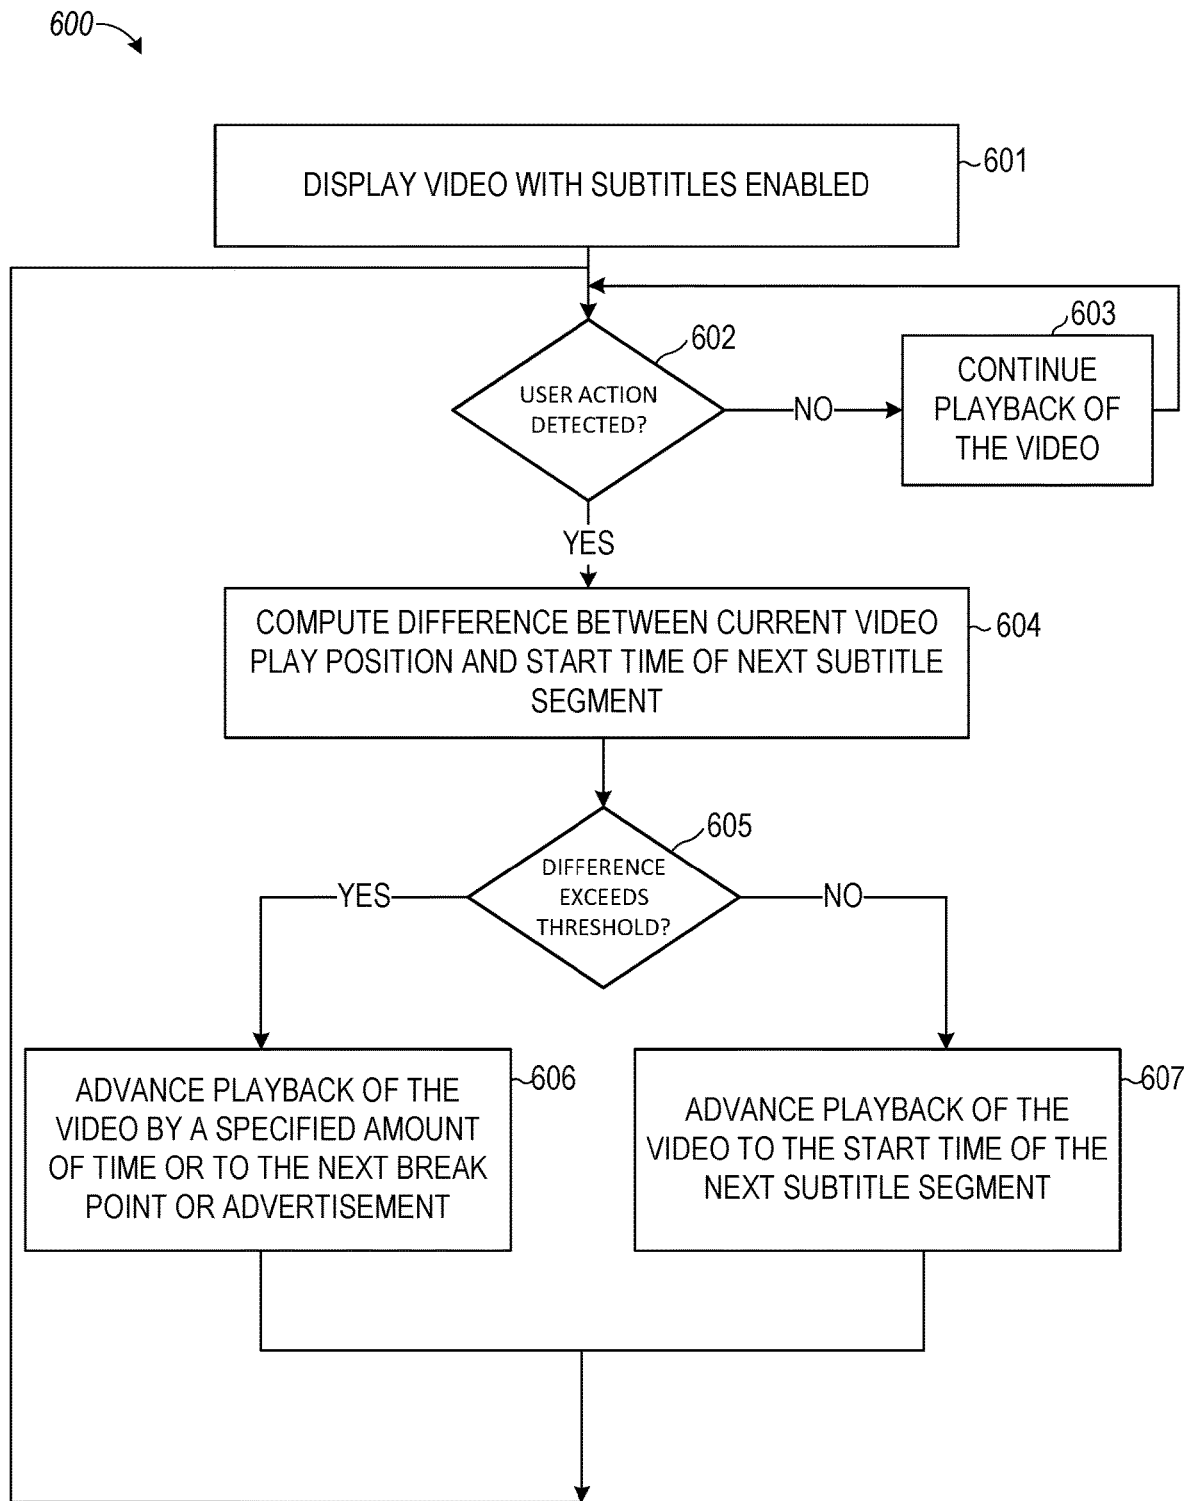 600
DISPLAY VIDEO WITH SUBTITLES ENABLED
601
602
USER ACTION
DETECTED?
NO
603
CONTINUE
PLAYBACK OF
THE VIDEO
YES
COMPUTE DIFFERENCE BETWEEN CURRENT VIDEO
PLAY POSITION AND START TIME OF NEXT SUBTITLE
SEGMENT
604
605
DIFFERENCE
EXCEEDS
THRESHOLD?
YES
NO
ADVANCE PLAYBACK OF THE
VIDEO BY A SPECIFIED AMOUNT
OF TIME OR TO THE NEXT BREAK
POINT OR ADVERTISEMENT
606
ADVANCE PLAYBACK OF THE
VIDEO TO THE START TIME OF THE
NEXT SUBTITLE SEGMENT
607